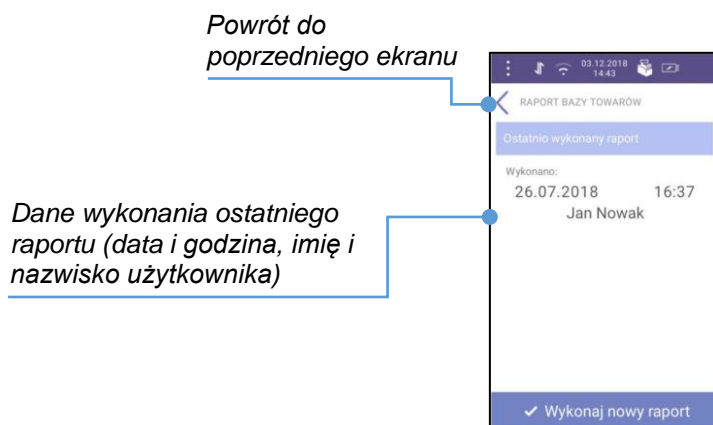 Powrót do
poprzedniego ekranu
03.12.2018
14:43
RAPORT BAZY TOWARÓW
Ostatnio wykonany raport
Wykonano:
26.07.2018 16:37
Jan Nowak
Dane wykonania ostatniego
raportu (data i godzina, imię i
nazwisko użytkownika)
Wykonaj nowy raport